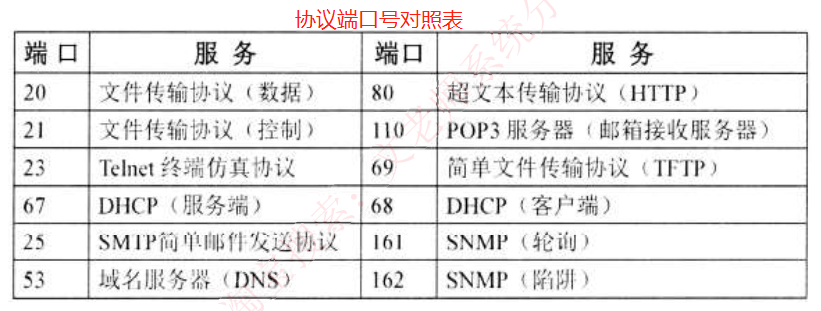 协议端口号对照表
端口 服务 端口 服务
20 文件传输协议（数据） 80 超文本传输协议（HTTP）
21 文件传输协议（控制） 110 POP3 服务器（邮箱接收服务器）
23 Telnet 终端仿真协议 69 简单文件传输协议（TFTP）
67 DHCP（服务端） 68 DHCP（客户端）
25 SMTP简单邮件发送协议 161 SNMP（轮询）
53 域名服务器（DNS） 162 SNMP（陷阱）